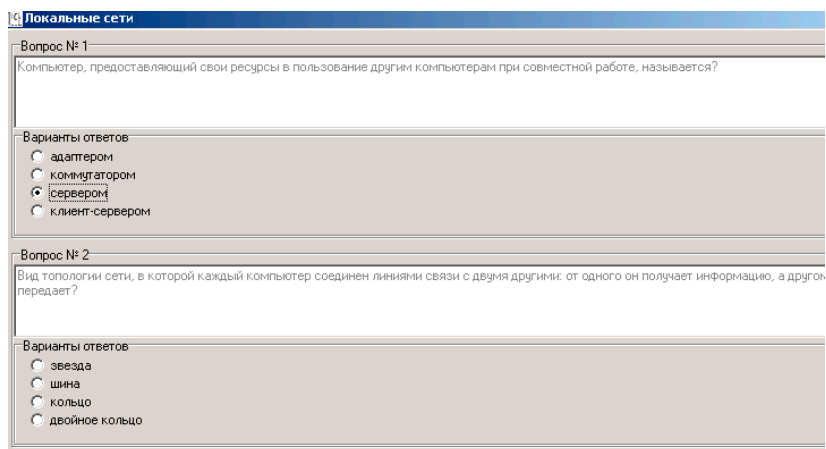 Локальные сети
Вопрос № 1
Компьютер, предоставляющий свои ресурсы в пользование другим компьютерам при совместной работе, называется?
Варианты ответов
адаптером
коммутатором
сервером
клиент-сервером
Вопрос № 2
Вид топологии сети, в которой каждый компьютер соединен линиями связи с двумя другими: от одного он получает информацию, а другом
передает?
Варианты ответов
звезда
шина
кольцо
двойное кольцо